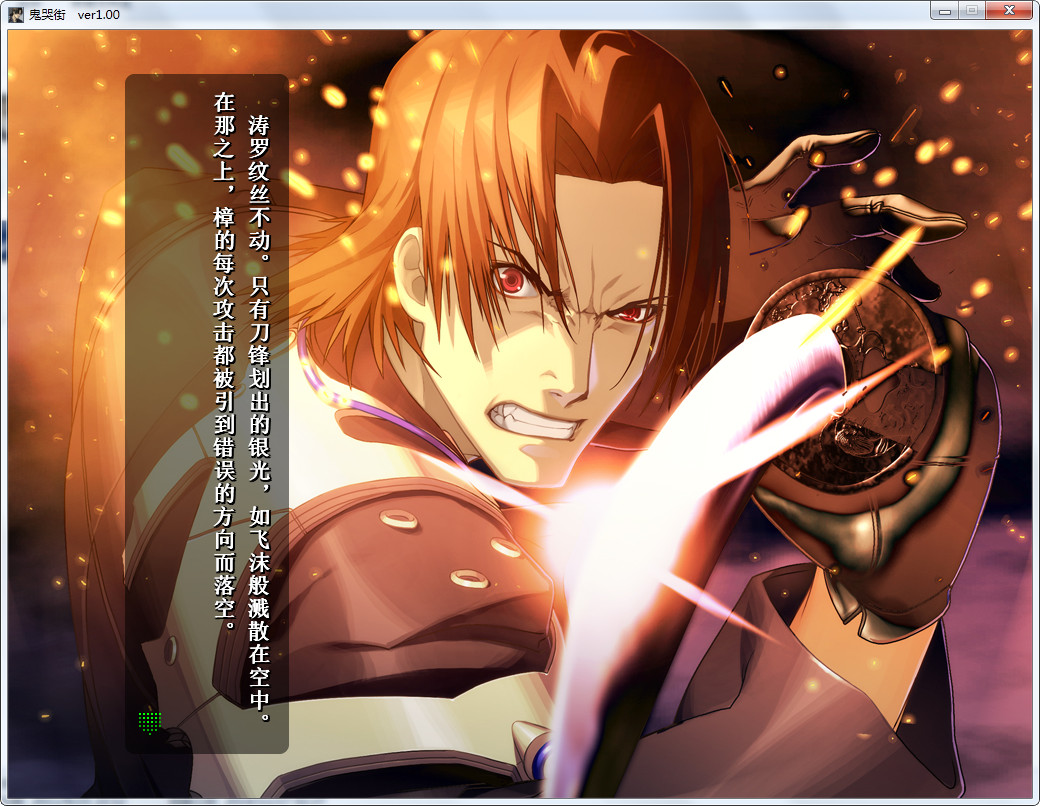 鬼哭街 ver1.00
涛罗纹丝不动。只有刀锋划出的银光，如飞沫般溅散在空中。
在那之上，樟的每次攻击都被引到错误的方向而落空。